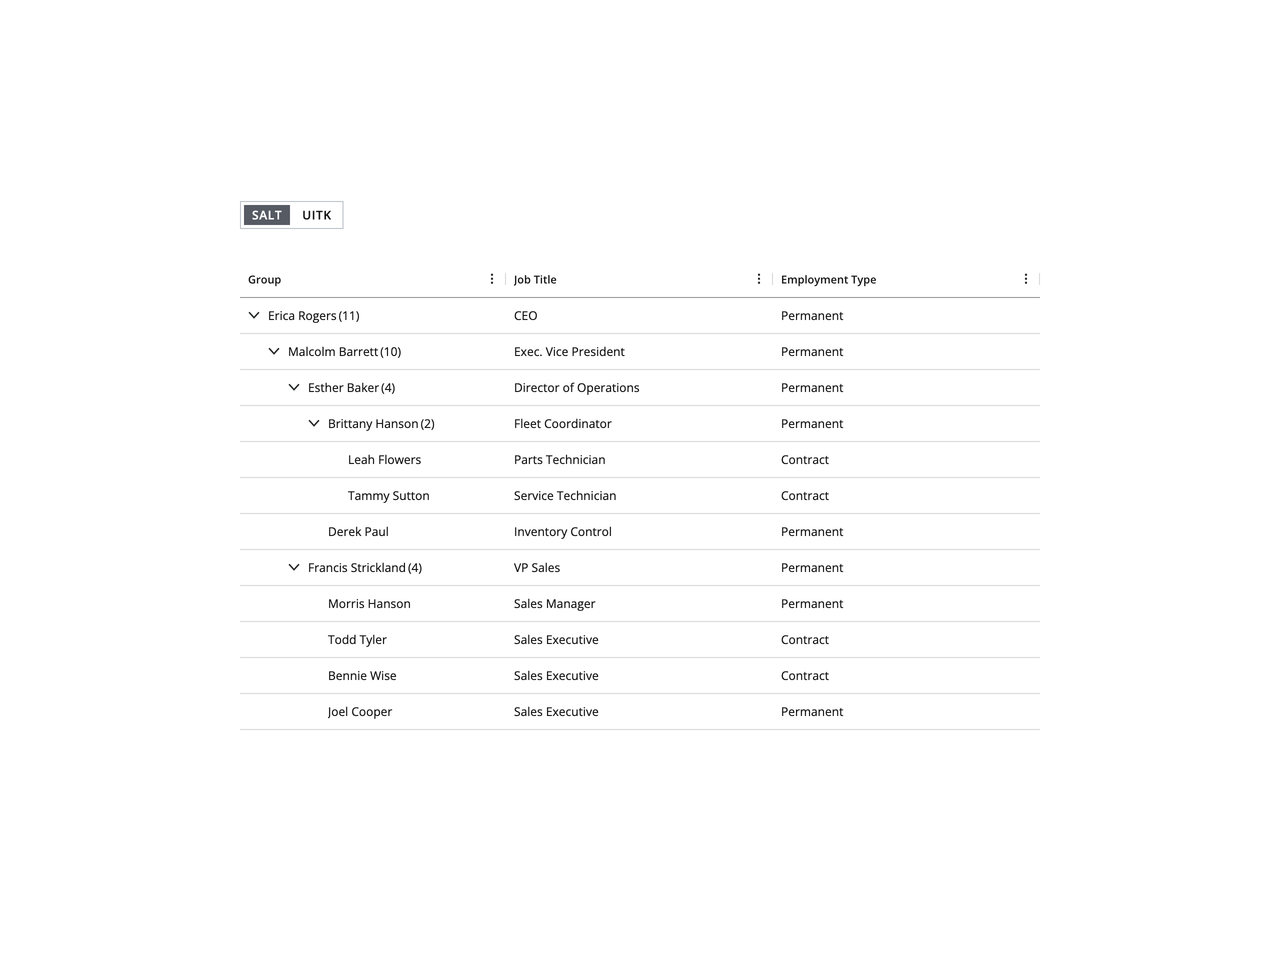 SALT UITK
Group Job Title Employment Type
Erica Rogers (11) CEO Permanent
Malcolm Barrett (10) Exec. Vice President Permanent
Esther Baker (4) Director of Operations Permanent
Brittany Hanson (2) Fleet Coordinator Permanent
Leah Flowers Parts Technician Contract
Tammy Sutton Service Technician Contract
Derek Paul Inventory Control Permanent
Francis Strickland (4) VP Sales Permanent
Morris Hanson Sales Manager Permanent
Todd Tyler Sales Executive Contract
Bennie Wise Sales Executive Contract
Joel Cooper Sales Executive Permanent